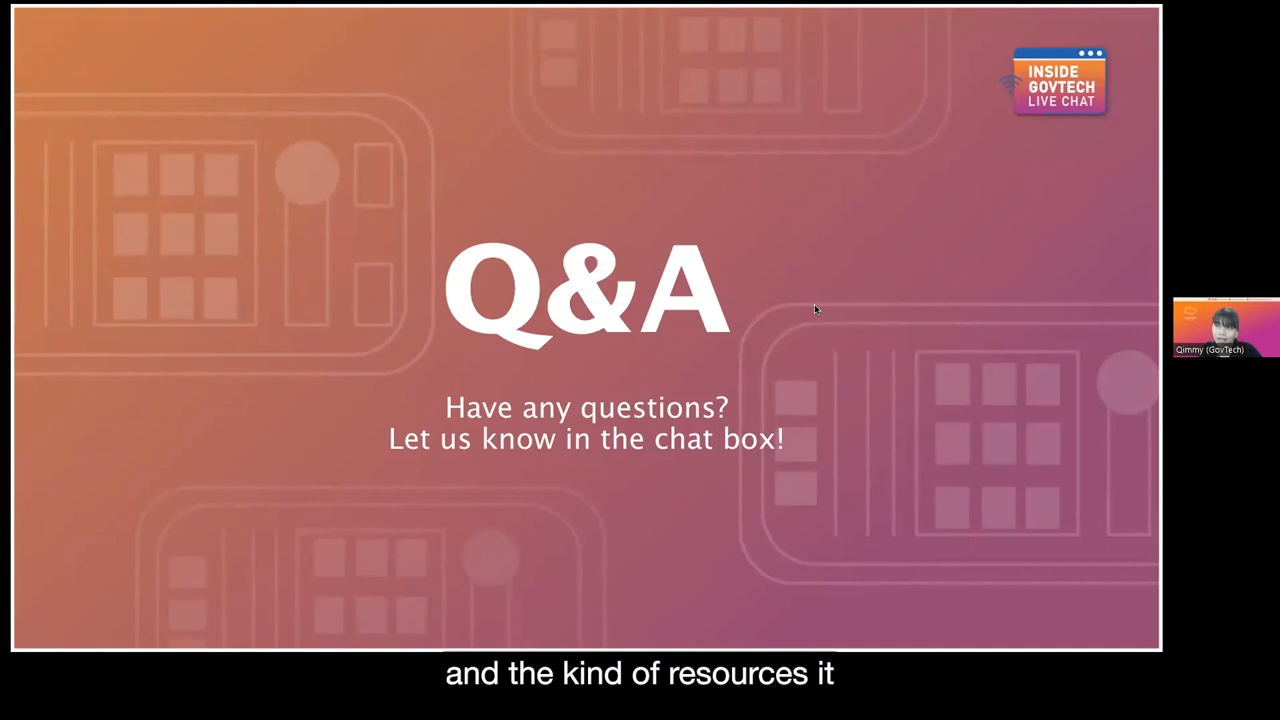 INSIDE
GOVTECH
LIVE CHAT
Q&A
Have any questions?
Let us know in the chat box!
Qimmy (GovTech)
and the kind of resources it